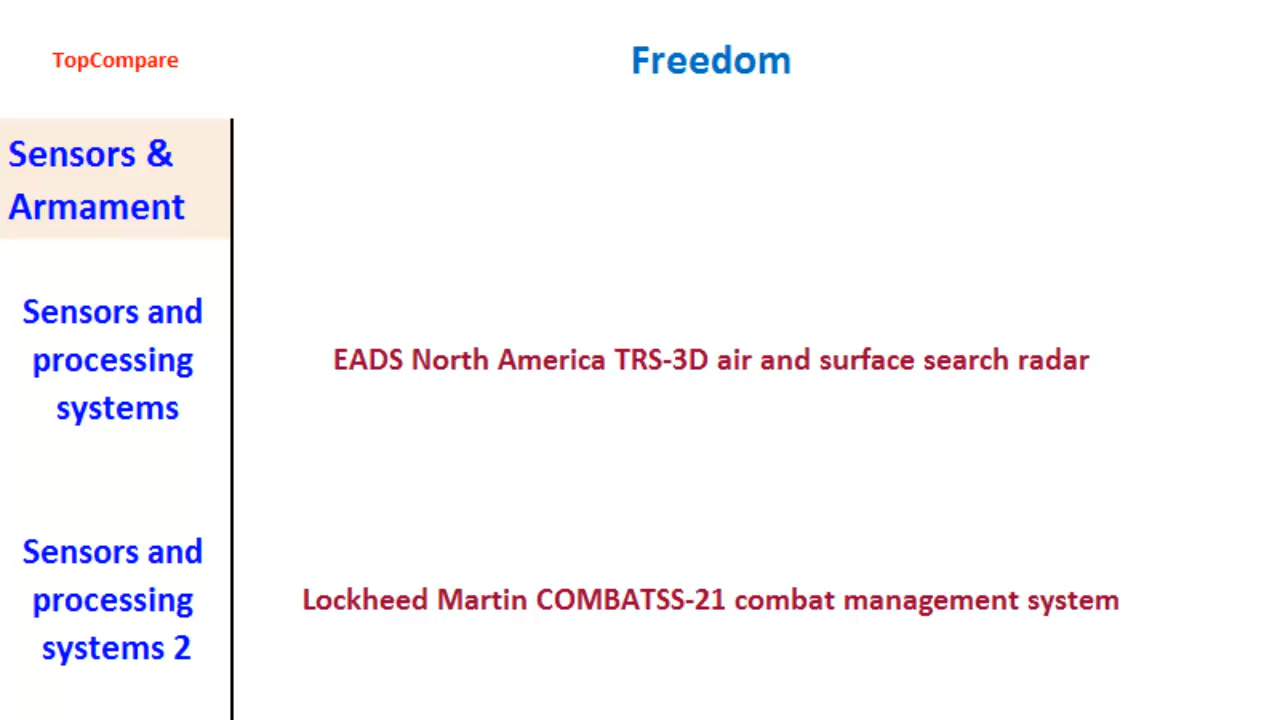 TopCompare
Freedom
Sensors &
Armament
Sensors and
processing
systems
EADS North America TRS-3D air and surface search radar
Sensors and
processing
systems 2
Lockheed Martin COMBATSS-21 combat management system